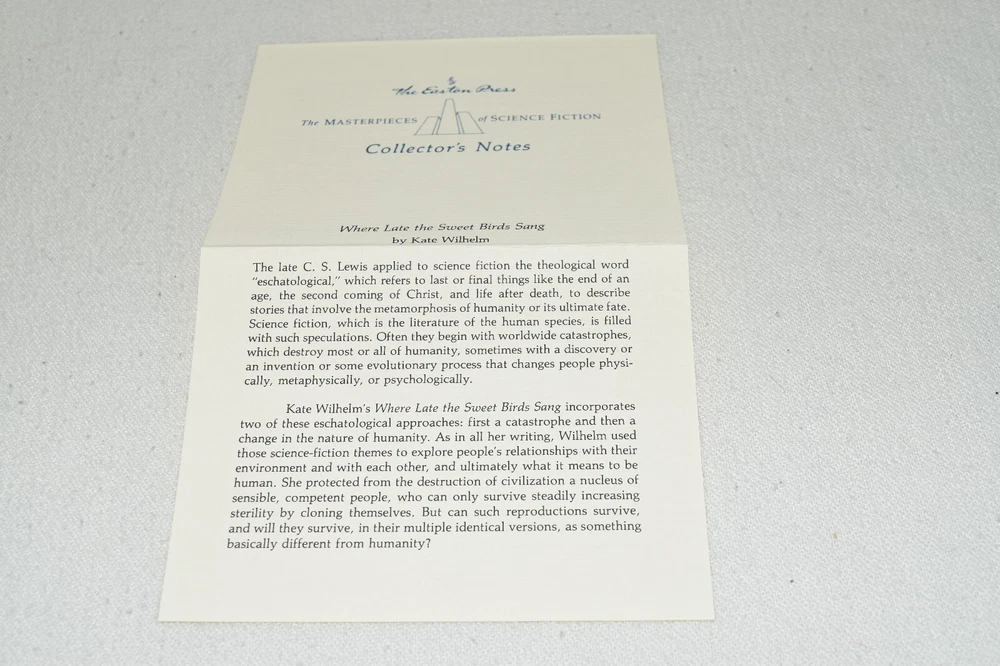 The Easton Press
The MASTERPIECES of SCIENCE FICTION
Collector's Notes
Where Late the Sweet Birds Sang
by Kate Wilhelm
The late C. S. Lewis applied to science fiction the theological word
"eschatological," which refers to last or final things like the end of an
age, the second coming of Christ, and life after death, to describe
stories that involve the metamorphosis of humanity or its ultimate fate.
Science fiction, which is the literature of the human species, is filled
with such speculations. Often they begin with worldwide catastrophes,
which destroy most or all of humanity, sometimes with a discovery or
an invention or some evolutionary process that changes people physi-
cally, metaphysically, or psychologically.
Kate Wilhelm's Where Late the Sweet Birds Sang incorporates
two of these eschatological approaches: first a catastrophe and then a
change in the nature of humanity. As in all her writing, Wilhelm used
those science-fiction themes to explore people's relationships with their
environment and with each other, and ultimately what it means to be
human. She protected from the destruction of civilization a nucleus of
sensible, competent people, who can only survive steadily increasing
sterility by cloning themselves. But can such reproductions survive,
and will they survive, in their multiple identical versions, as something
basically different from humanity?